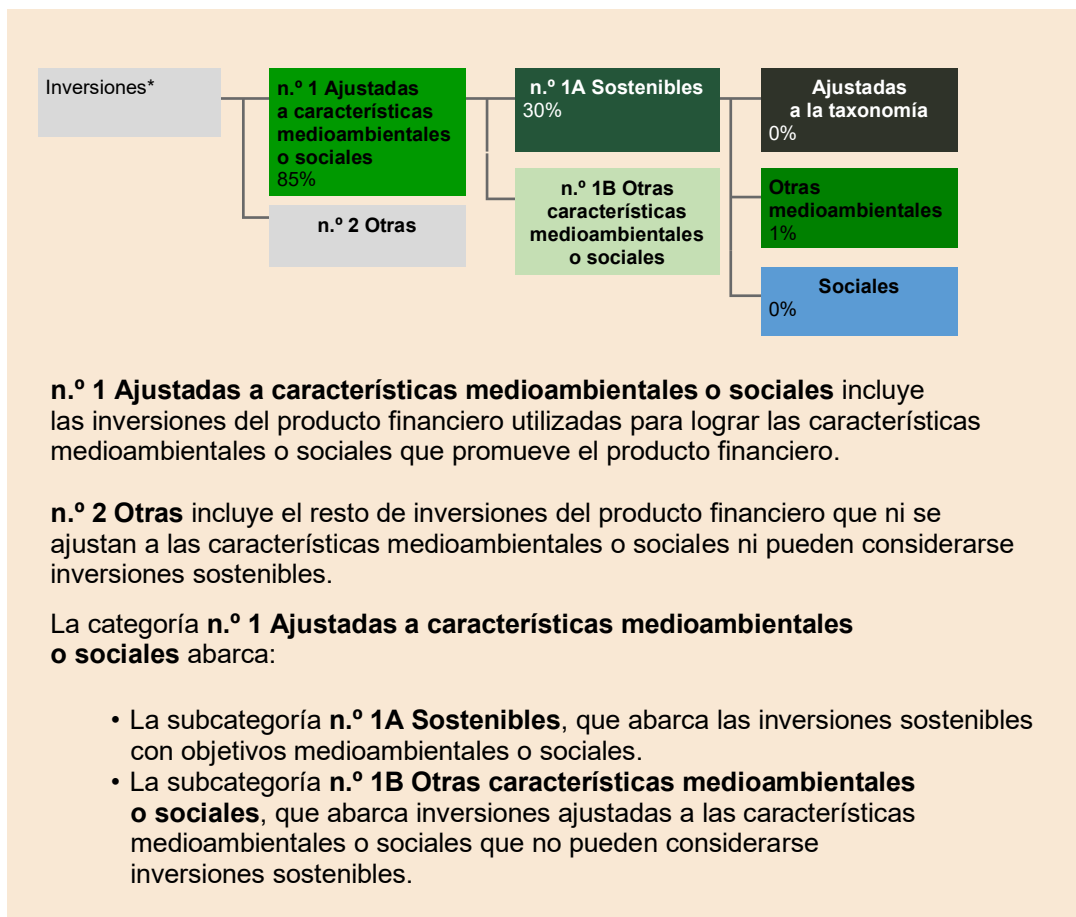 Inversiones*
n.º 1 Ajustadas
a características
medioambientales
o sociales
85%
n.º 2 Otras
n.º 1A Sostenibles
30%
n.º 1B Otras
características
medioambientales
o sociales
Ajustadas
a la taxonomía
0%
Otras
medioambientales
1%
Sociales
0%
n.º 1 Ajustadas a características medioambientales o sociales incluye
las inversiones del producto financiero utilizadas para lograr las características
medioambientales o sociales que promueve el producto financiero.
n.º 2 Otras incluye el resto de inversiones del producto financiero que ni se
ajustan a las características medioambientales o sociales ni pueden considerarse
inversiones sostenibles.
La categoría n.º 1 Ajustadas a características medioambientales
o sociales abarca:
• La subcategoría n.º 1A Sostenibles, que abarca las inversiones sostenibles
con objetivos medioambientales o sociales.
• La subcategoría n.º 1B Otras características medioambientales
o sociales, que abarca inversiones ajustadas a las características
medioambientales o sociales que no pueden considerarse
inversiones sostenibles.